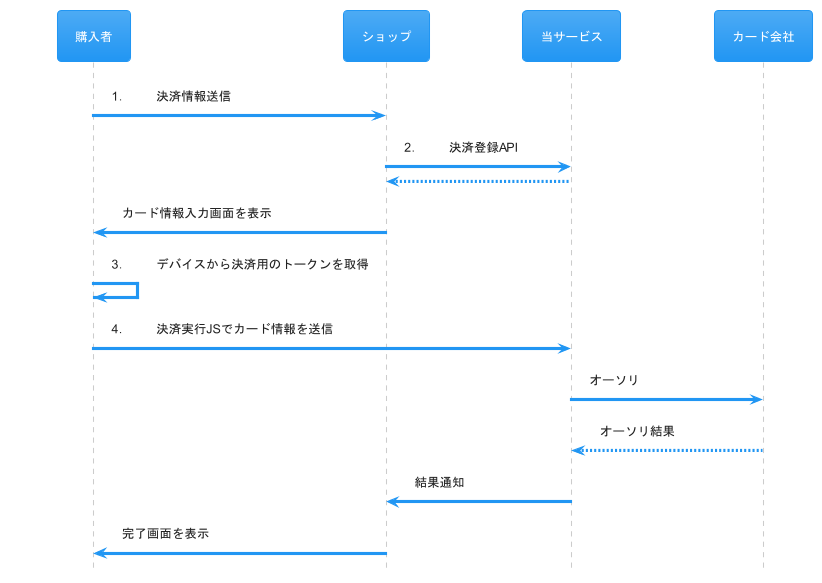 購入者
ショップ
当サービス
カード会社
1. 決済情報送信
2. 決済登録API
カード情報入力画面を表示
3. デバイスから決済用のトークンを取得
4. 決済実行JSでカード情報を送信
オーソリ
オーソリ結果
結果通知
完了画面を表示